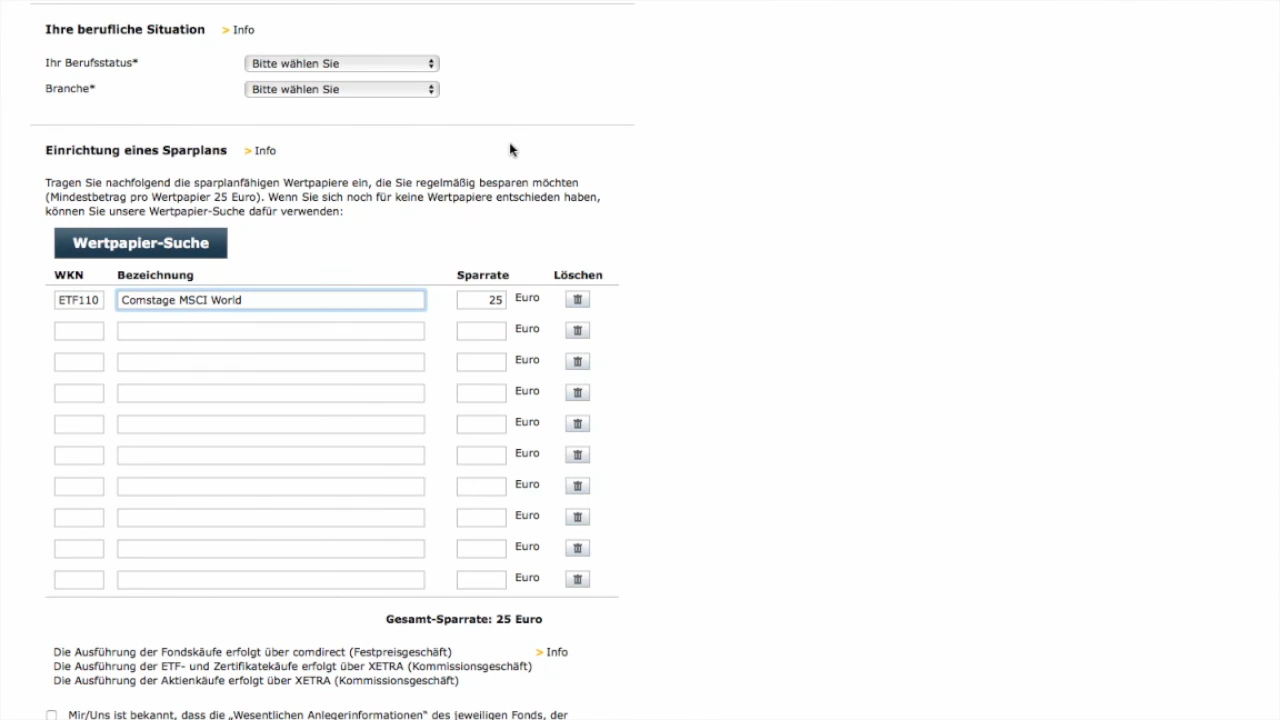 Ihre berufliche Situation > Info
Ihr Berufsstatus* Bitte wählen Sie
Branche* Bitte wählen Sie
Einrichtung eines Sparplans > Info
Tragen Sie nachfolgend die sparplanfähigen Wertpapiere ein, die Sie regelmäßig besparen möchten
(Mindestbetrag pro Wertpapier 25 Euro). Wenn Sie sich noch für keine Wertpapiere entschieden haben,
können Sie unsere Wertpapier-Suche dafür verwenden:
Wertpapier-Suche
WKN Bezeichnung Sparrate Löschen
ETF110 Comstage MSCI World 25 Euro
Euro
Euro
Euro
Euro
Euro
Euro
Euro
Euro
Euro
Gesamt-Sparrate: 25 Euro
Die Ausführung der Fondskäufe erfolgt über comdirect (Festpreisgeschäft) > Info
Die Ausführung der ETF- und Zertifikatekäufe erfolgt über XETRA (Kommissionsgeschäft)
Die Ausführung der Aktienkäufe erfolgt über XETRA (Kommissionsgeschäft)
Mir/Uns ist bekannt, dass die „Wesentlichen Anlegerinformationen“ des jeweiligen Fonds, der